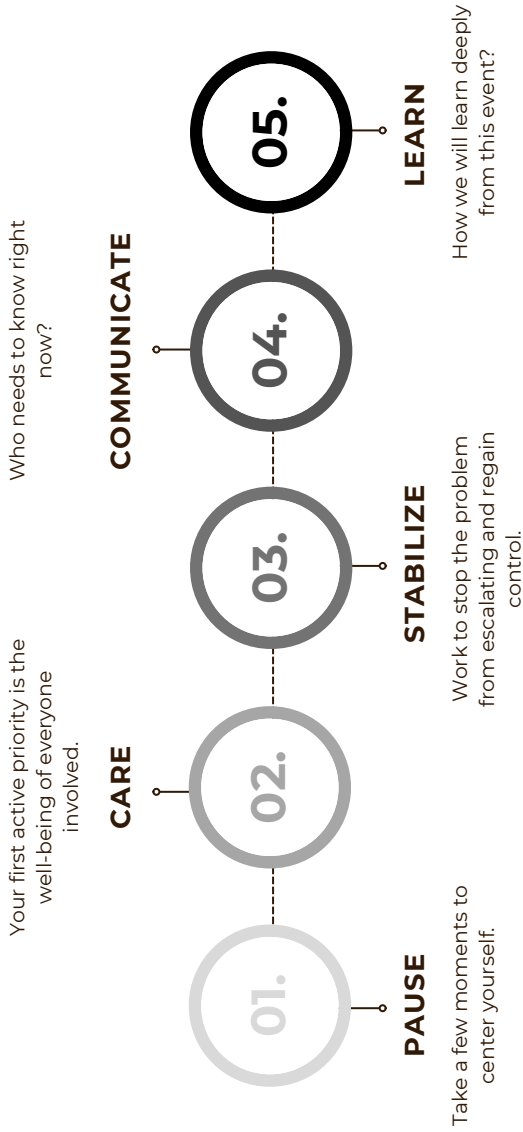 01.
PAUSE
Take a few moments to
center yourself.
02.
CARE
Your first active priority is the
well-being of everyone
involved.
03.
STABILIZE
Work to stop the problem
from escalating and regain
control.
04.
COMMUNICATE
Who needs to know right
now?
05.
LEARN
How we will learn deeply
from this event?